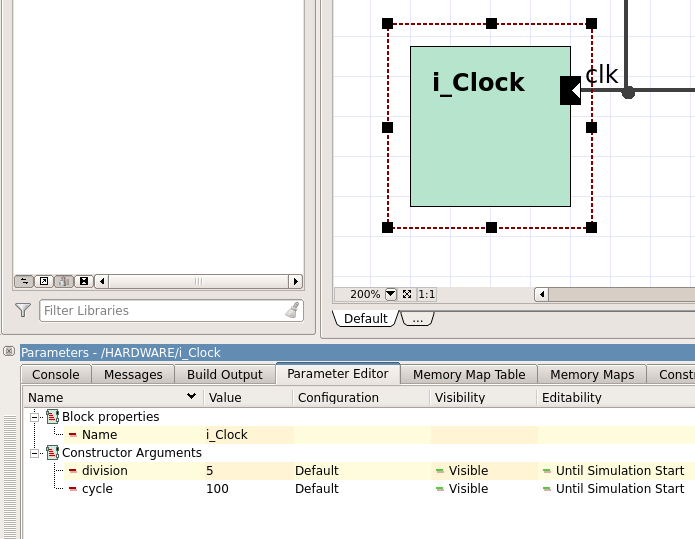 i_Clock
clk
200%
1:1
Filter Libraries
Default
...
Parameters - /HARDWARE/i_Clock
Console Messages Build Output Parameter Editor Memory Map Table Memory Maps Const
Name Value Configuration Visibility Editability
Block properties
Name i_Clock
Constructor Arguments
division 5 Default Visible Until Simulation Start
cycle 100 Default Visible Until Simulation Start